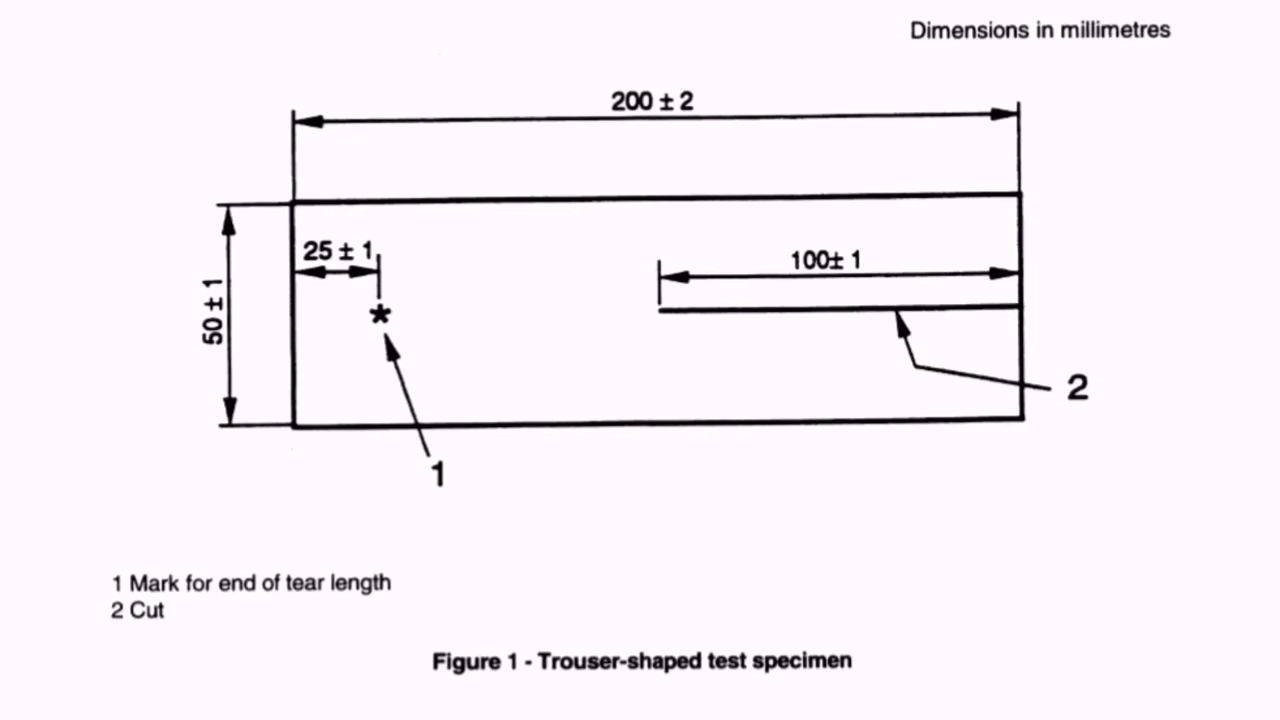 Dimensions in millimetres
200 ± 2
25 ± 1
100± 1
50 ± 1
*
2
1
1 Mark for end of tear length
2 Cut
Figure 1 - Trouser-shaped test specimen